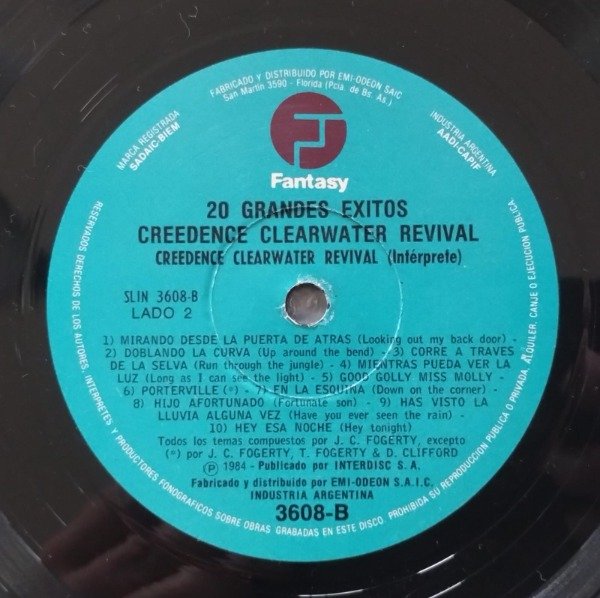 FABRICADO Y DISTRIBUIDO POR EMI-ODEON SAIC
San Martín 3590 - Florida (Pcia. de Bs. As.)
MARCA REGISTRADA
SADAIC BIEM
INDUSTRIA ARGENTINA
AADI-CAPIF
Fantasy
20 GRANDES EXITOS
CREEDENCE CLEARWATER REVIVAL
CREEDENCE CLEARWATER REVIVAL (Intérprete)
SLIN 3608-B
LADO 2
1) MIRANDO DESDE LA PUERTA DE ATRAS (Looking out my back door) -
2) DOBLANDO LA CURVA (Up around the bend) - 3) CORRE A TRAVES
DE LA SELVA (Run through the jungle) - 4) MIENTRAS PUEDA VER LA
LUZ (Long as I can see the light) - 5) GOOD GOLLY MISS MOLLY -
6) PORTERVILLE (*) - 7) EN LA ESQUINA (Down on the corner) -
8) HIJO AFORTUNADO (Fortunate son) - 9) HAS VISTO LA
LLUVIA ALGUNA VEZ (Have you ever seen the rain) -
10) HEY ESA NOCHE (Hey tonight)
Todos los temas compuestos por J. C. FOGERTY, excepto
(*) por J. C. FOGERTY, T. FOGERTY & D. CLIFFORD
Ⓟ 1984 - Publicado por INTERDISC S. A.
Fabricado y distribuido por EMI-ODEON S.A.I.C.
INDUSTRIA ARGENTINA
3608-B
RESERVADOS DERECHOS DE LOS AUTORES, INTERPRETES Y PRODUCTORES FONOGRAFICOS SOBRE OBRAS GRABADAS EN ESTE DISCO. PROHIBIDA SU REPRODUCCION PUBLICA O PRIVADA, ALQUILER, CANJE O EJECUCION PUBLICA